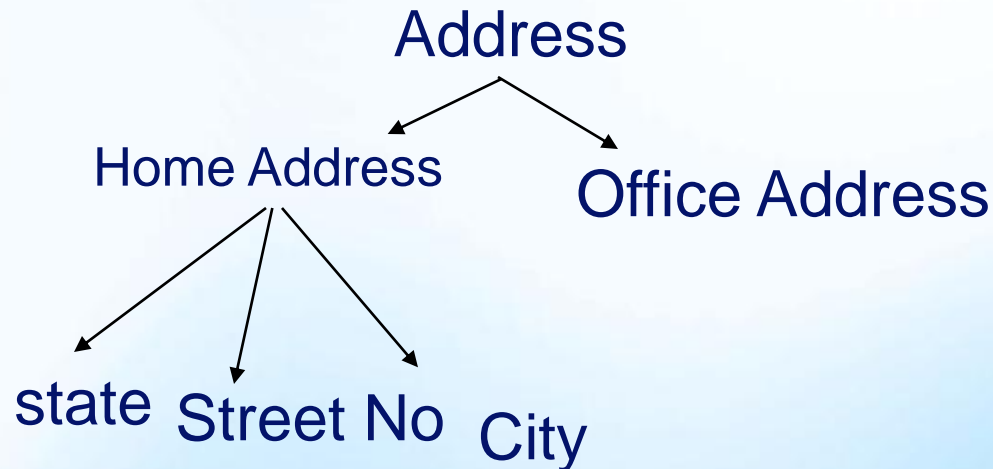 Address
Home Address
Office Address
state
Street No
City